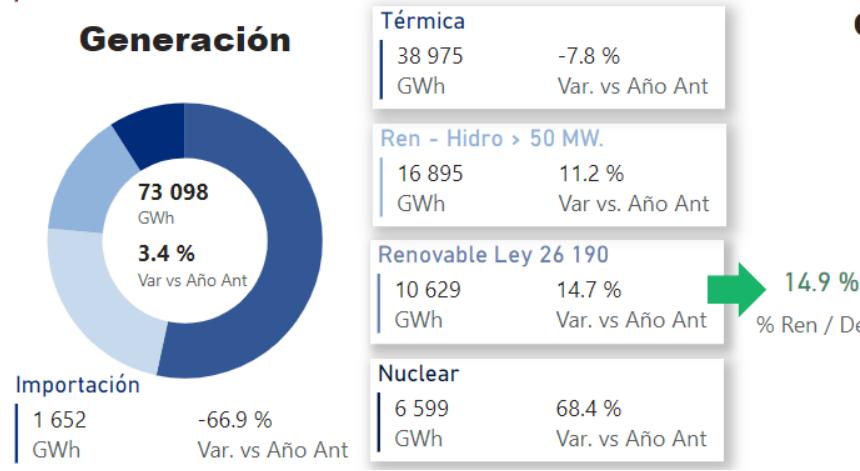 Generación
73 098
GWh
3.4 %
Var vs Año Ant
Importación
1 652
GWh
-66.9 %
Var. vs Año Ant
Térmica
38 975
GWh
-7.8 %
Var. vs Año Ant
Ren - Hidro > 50 MW.
16 895
GWh
11.2 %
Var vs. Año Ant
Renovable Ley 26 190
10 629
GWh
14.7 %
Var. vs Año Ant
14.9 %
% Ren /
Nuclear
6 599
GWh
68.4 %
Var. vs Año Ant